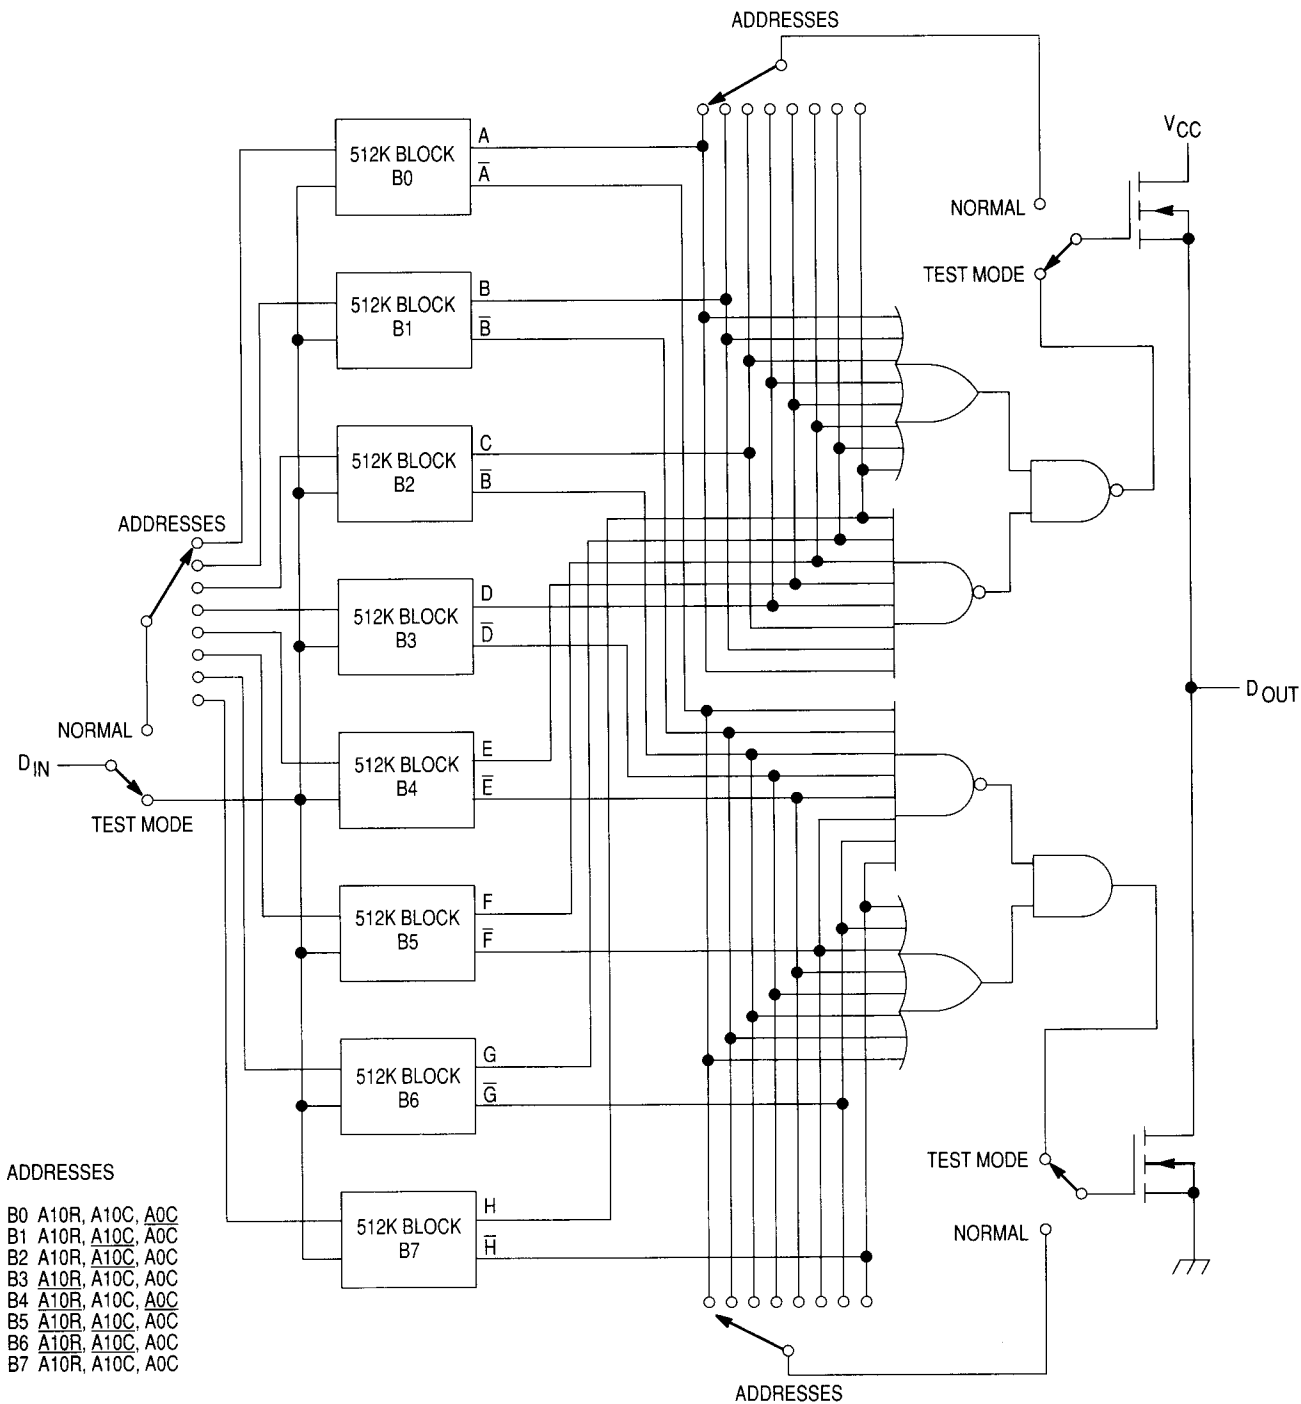 ADDRESSES
V_CC
A
512K BLOCK
B0
A̅
NORMAL
TEST MODE
B
512K BLOCK
B1
B̅
C
512K BLOCK
B2
B̅
ADDRESSES
D
512K BLOCK
B3
D̅
D_OUT
NORMAL
D_IN
TEST MODE
E
512K BLOCK
B4
E̅
F
512K BLOCK
B5
F̅
G
512K BLOCK
B6
G̅
TEST MODE
NORMAL
H
512K BLOCK
B7
H̅
ADDRESSES
B0 A10R, A10C, A0C
B1 A10R, A10C, A0C
B2 A10R, A10C, A0C
B3 A10R, A10C, A0C
B4 A10R, A10C, A0C
B5 A10R, A10C, A0C
B6 A10R, A10C, A0C
B7 A10R, A10C, A0C
ADDRESSES